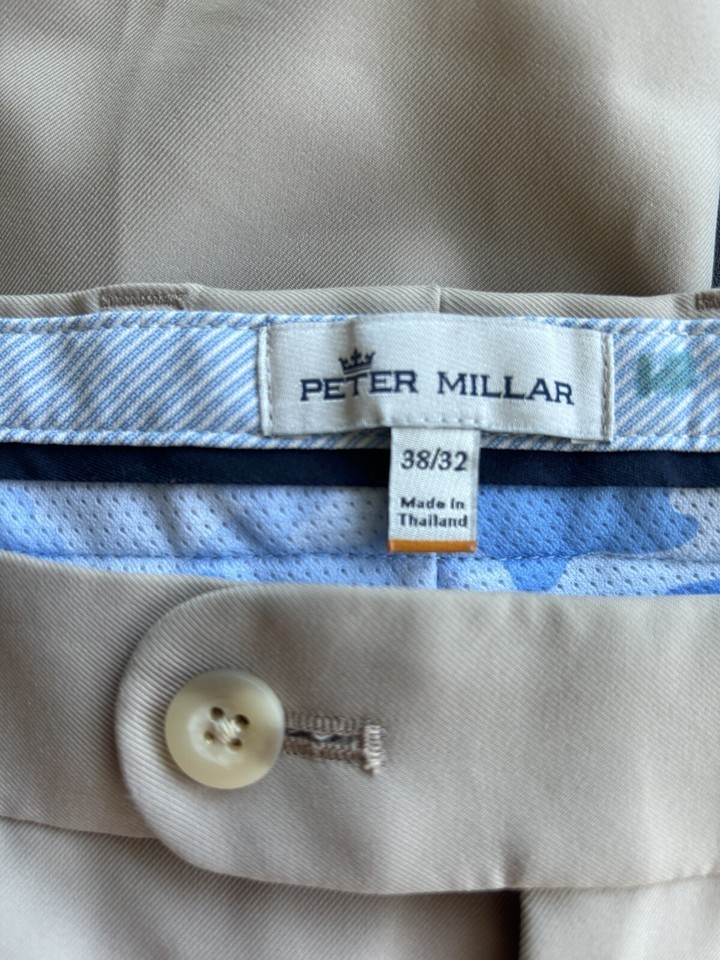 PETER MILLAR
38/32
Made in
Thailand